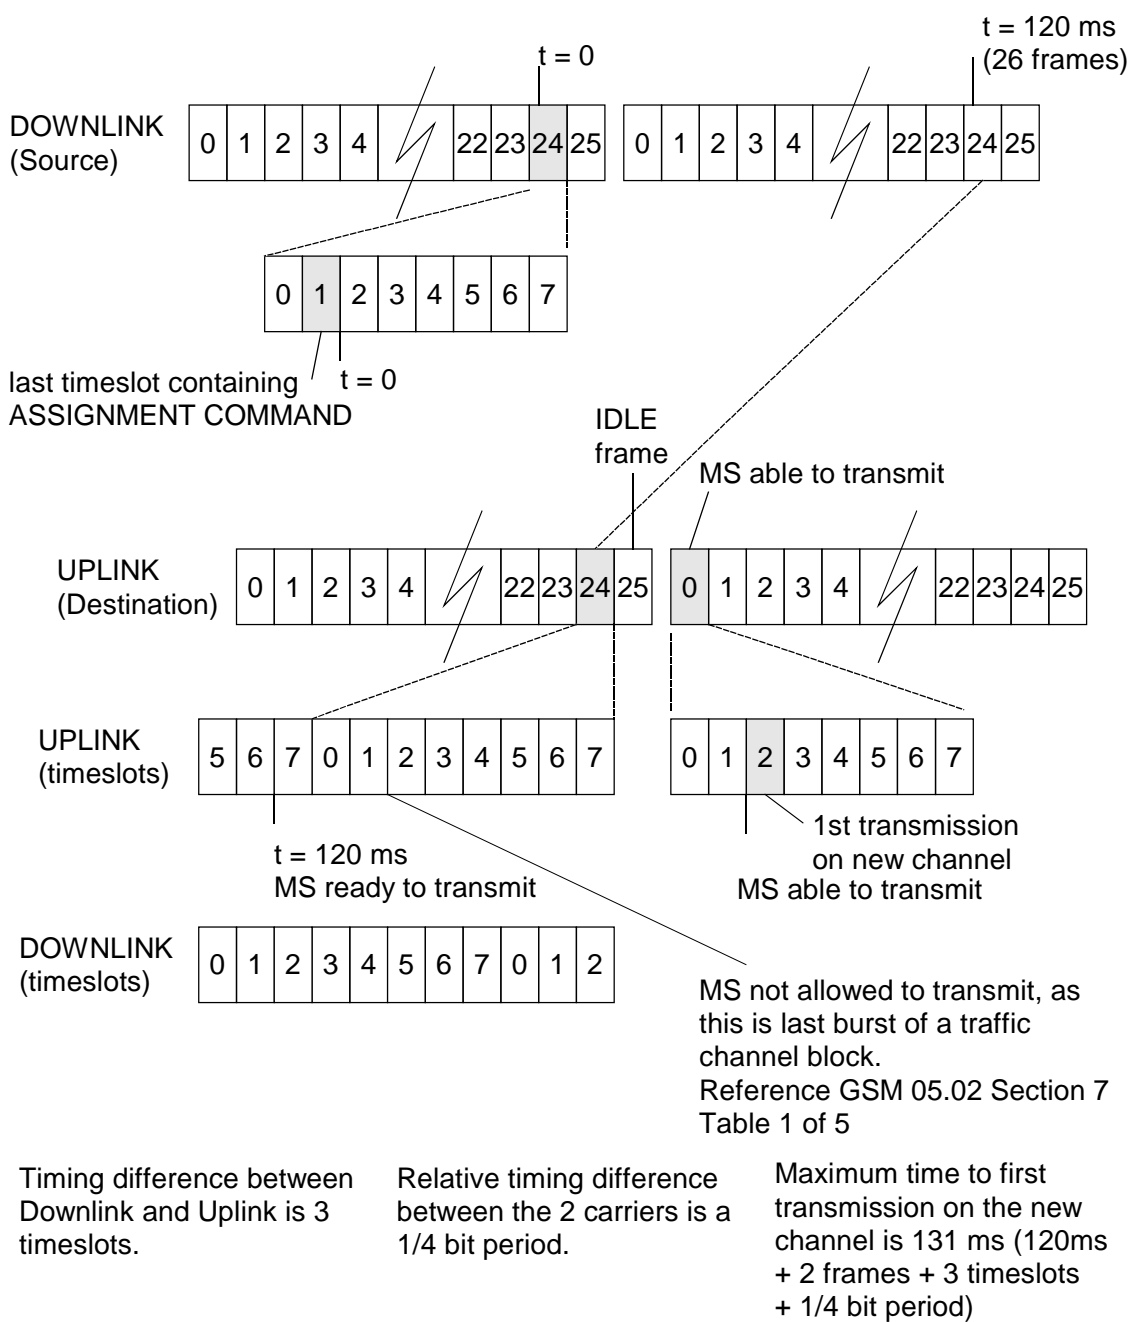 t = 120 ms
(26 frames)
t = 0
DOWNLINK
(Source)
0 1 2 3 4 22 23 24 25 0 1 2 3 4 22 23 24 25
0 1 2 3 4 5 6 7
last timeslot containing
ASSIGNMENT COMMAND
t = 0
IDLE
frame
MS able to transmit
UPLINK
(Destination)
0 1 2 3 4 22 23 24 25 0 1 2 3 4 22 23 24 25
UPLINK
(timeslots)
5 6 7 0 1 2 3 4 5 6 7 0 1 2 3 4 5 6 7
t = 120 ms
MS ready to transmit
1st transmission
on new channel
MS able to transmit
DOWNLINK
(timeslots)
0 1 2 3 4 5 6 7 0 1 2
MS not allowed to transmit, as
this is last burst of a traffic
channel block.
Reference GSM 05.02 Section 7
Table 1 of 5
Timing difference between
Downlink and Uplink is 3
timeslots.
Relative timing difference
between the 2 carriers is a
1/4 bit period.
Maximum time to first
transmission on the new
channel is 131 ms (120ms
+ 2 frames + 3 timeslots
+ 1/4 bit period)